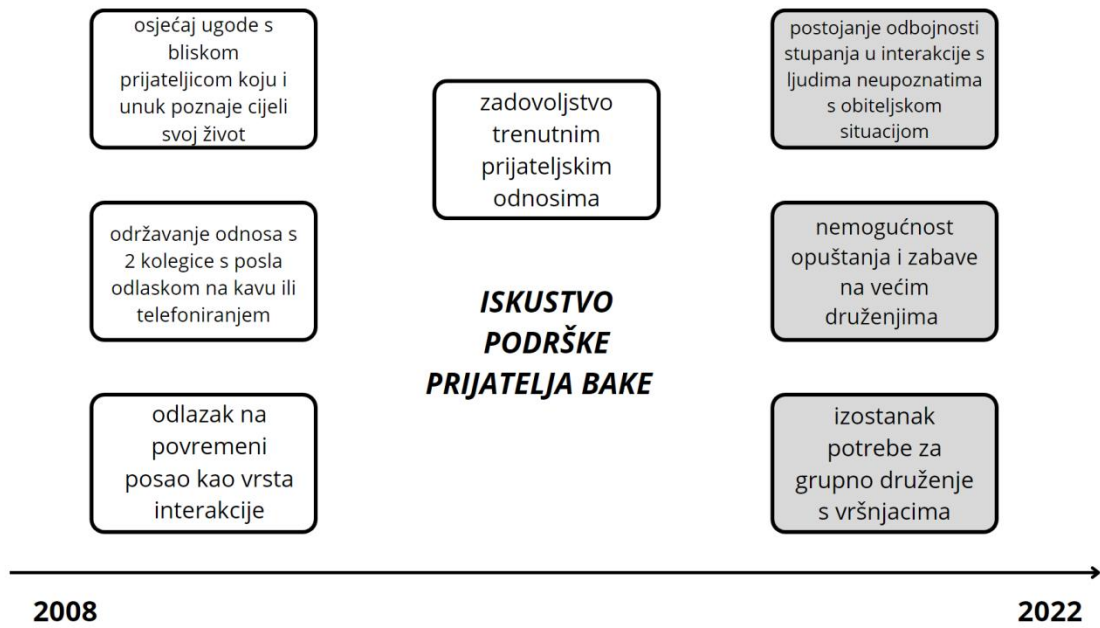 osjećaj ugode s
bliskom
prijateljicom koju i
unuk poznaje cijeli
svoj život
održavanje odnosa s
2 kolegice s posla
odlaskom na kavu ili
telefoniranjem
odlazak na
povremeni
posao kao vrsta
interakcije
zadovoljstvo
trenutnim
prijateljskim
odnosima
ISKUSTVO
PODRŠKE
PRIJATELJA BAKE
postojanje odbojnosti
stupanja u interakcije s
ljudima neupoznatima
s obiteljskom
situacijom
nemogućnost
opuštanja i zabave
na većim
druženjima
izostanak
potrebe za
grupno druženje
s vršnjacima
2008
2022